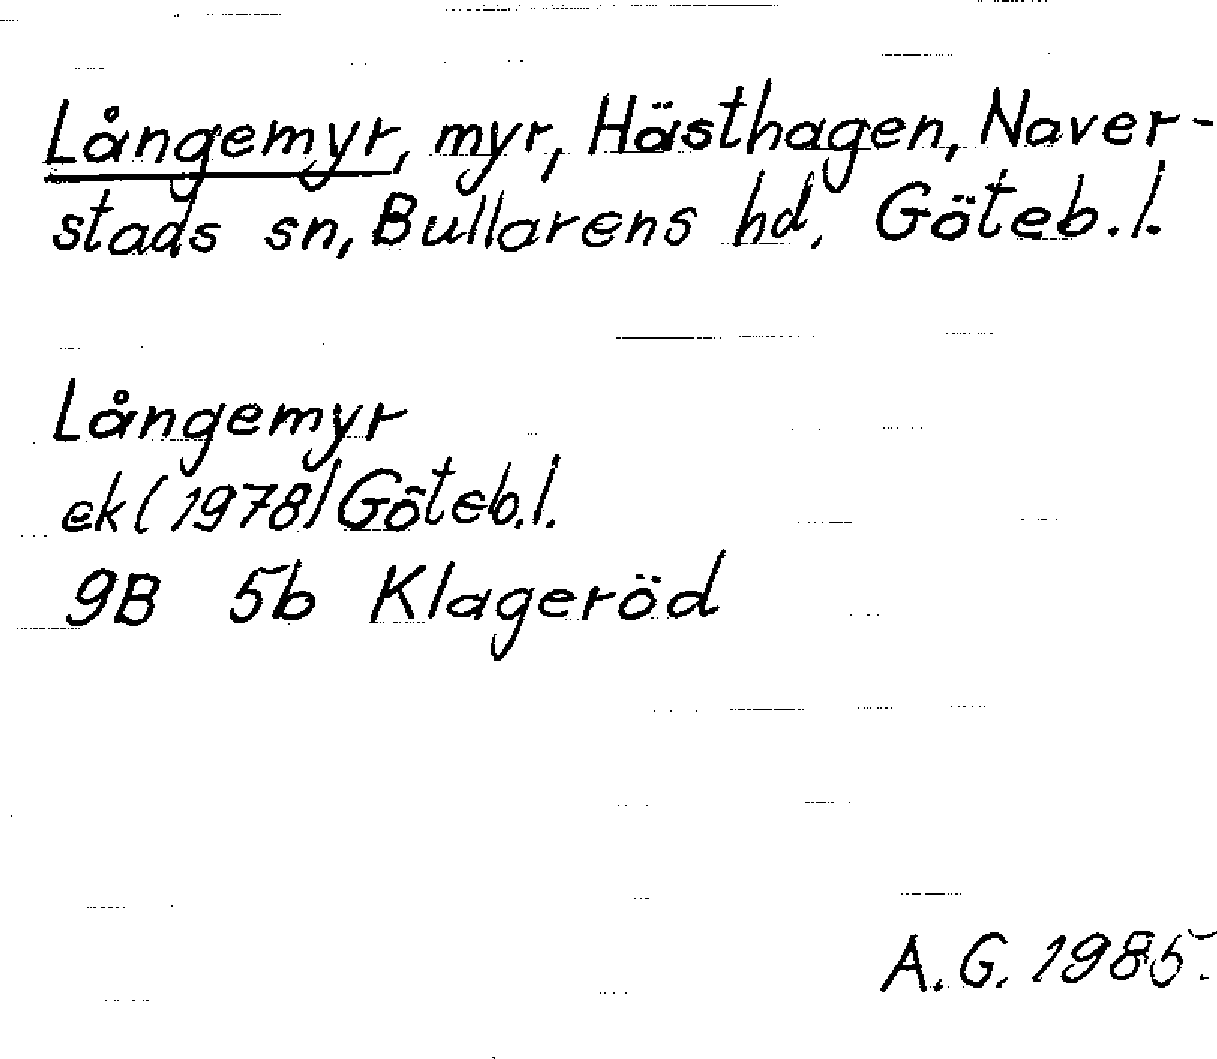 Långemyr, myr, Hästhagen, Naver-
stads sn, Bullarens hd, Göteb. l.
Långemyr
ek (1978) Göteb. l.
9B 5b Klageröd
A. G. 1985.